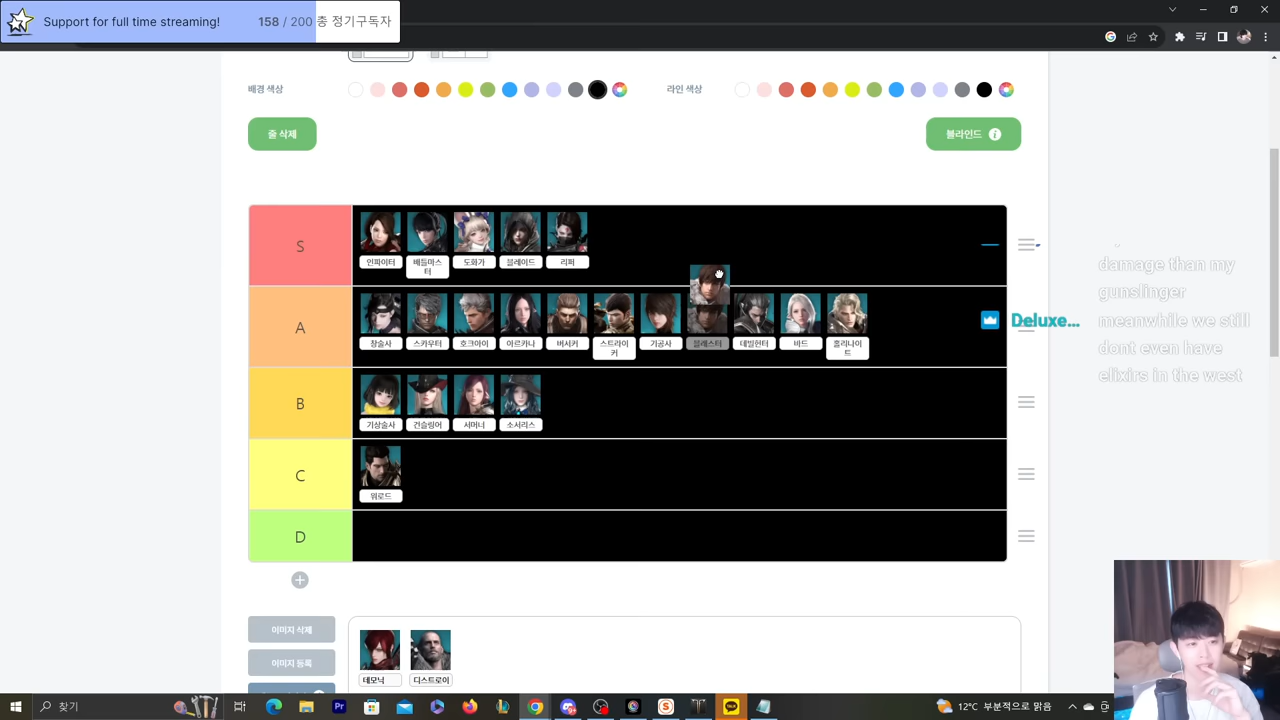 Support for full time streaming! 158 / 200 총 정기구독자
배경 색상
라인 색상
줄 삭제
블라인드 i
S
인파이터
배틀마스
터
도화가
블레이드
리퍼
A
창술사
스카우터
호크아이
아르카나
버서커
스트라이
커
기공사
블래스터
데빌헌터
바드
홀리나이
트
B
기상술사
건슬링어
서머너
소서리스
C
워로드
D
이미지 삭제
데모닉
디스트로이
이미지 등록
damage than my
gunslinger
meanwhile we still
dont even have
elixirs in the west
Deluxe...
찾기
12°C 부분적으로 맑음